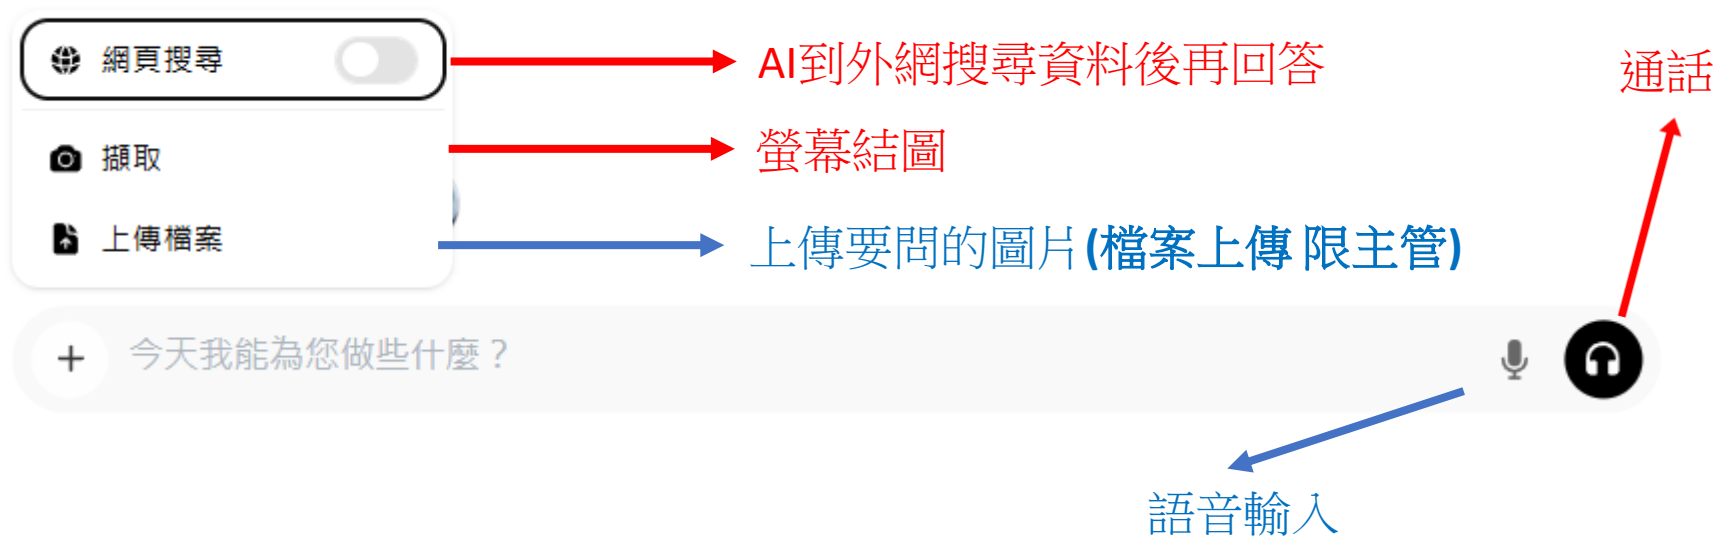 網頁搜尋
AI到外網搜尋資料後再回答
通話
擷取
螢幕結圖
上傳檔案
上傳要問的圖片(檔案上傳 限主管)
今天我能為您做些什麼？
語音輸入